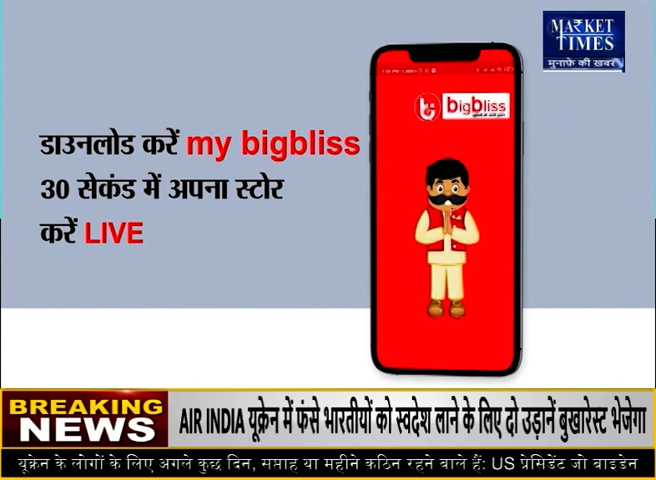 MARKET
TIMES
मुनाफे की ख़बर
bigbliss
डाउनलोड करें my bigbliss
30 सेकंड में अपना स्टोर
करें LIVE
BREAKING
NEWS
AIR INDIA यूक्रेन में फंसे भारतीयों को स्वदेश लाने के लिए दो उड़ानें बुखारेस्ट भेजेगा
यूक्रेन के लोगों के लिए अगले कुछ दिन, सप्ताह या महीने कठिन रहने वाले हैं: US प्रेसिडेंट जो बाइडेन